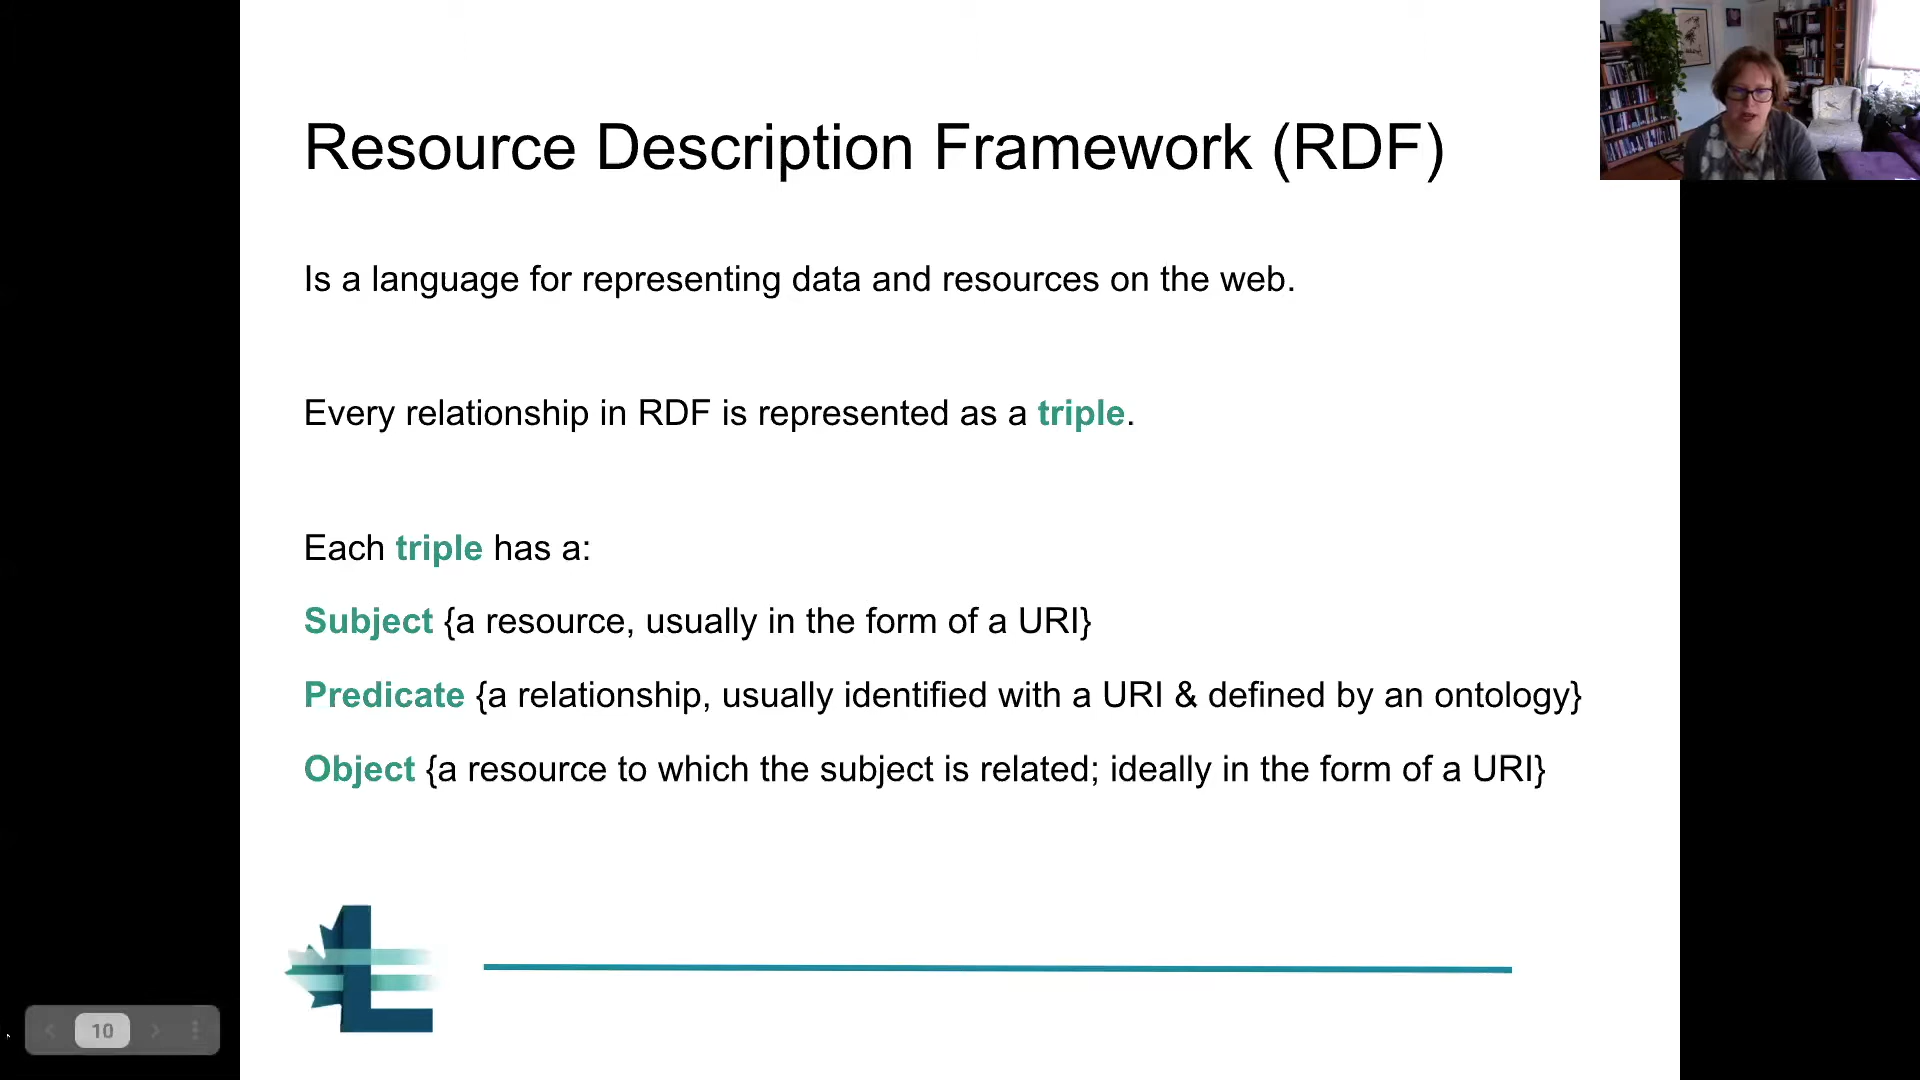 Resource Description Framework (RDF)
Is a language for representing data and resources on the web.
Every relationship in RDF is represented as a triple.
Each triple has a:
Subject {a resource, usually in the form of a URI}
Predicate {a relationship, usually identified with a URI & defined by an ontology}
Object {a resource to which the subject is related; ideally in the form of a URI}
10